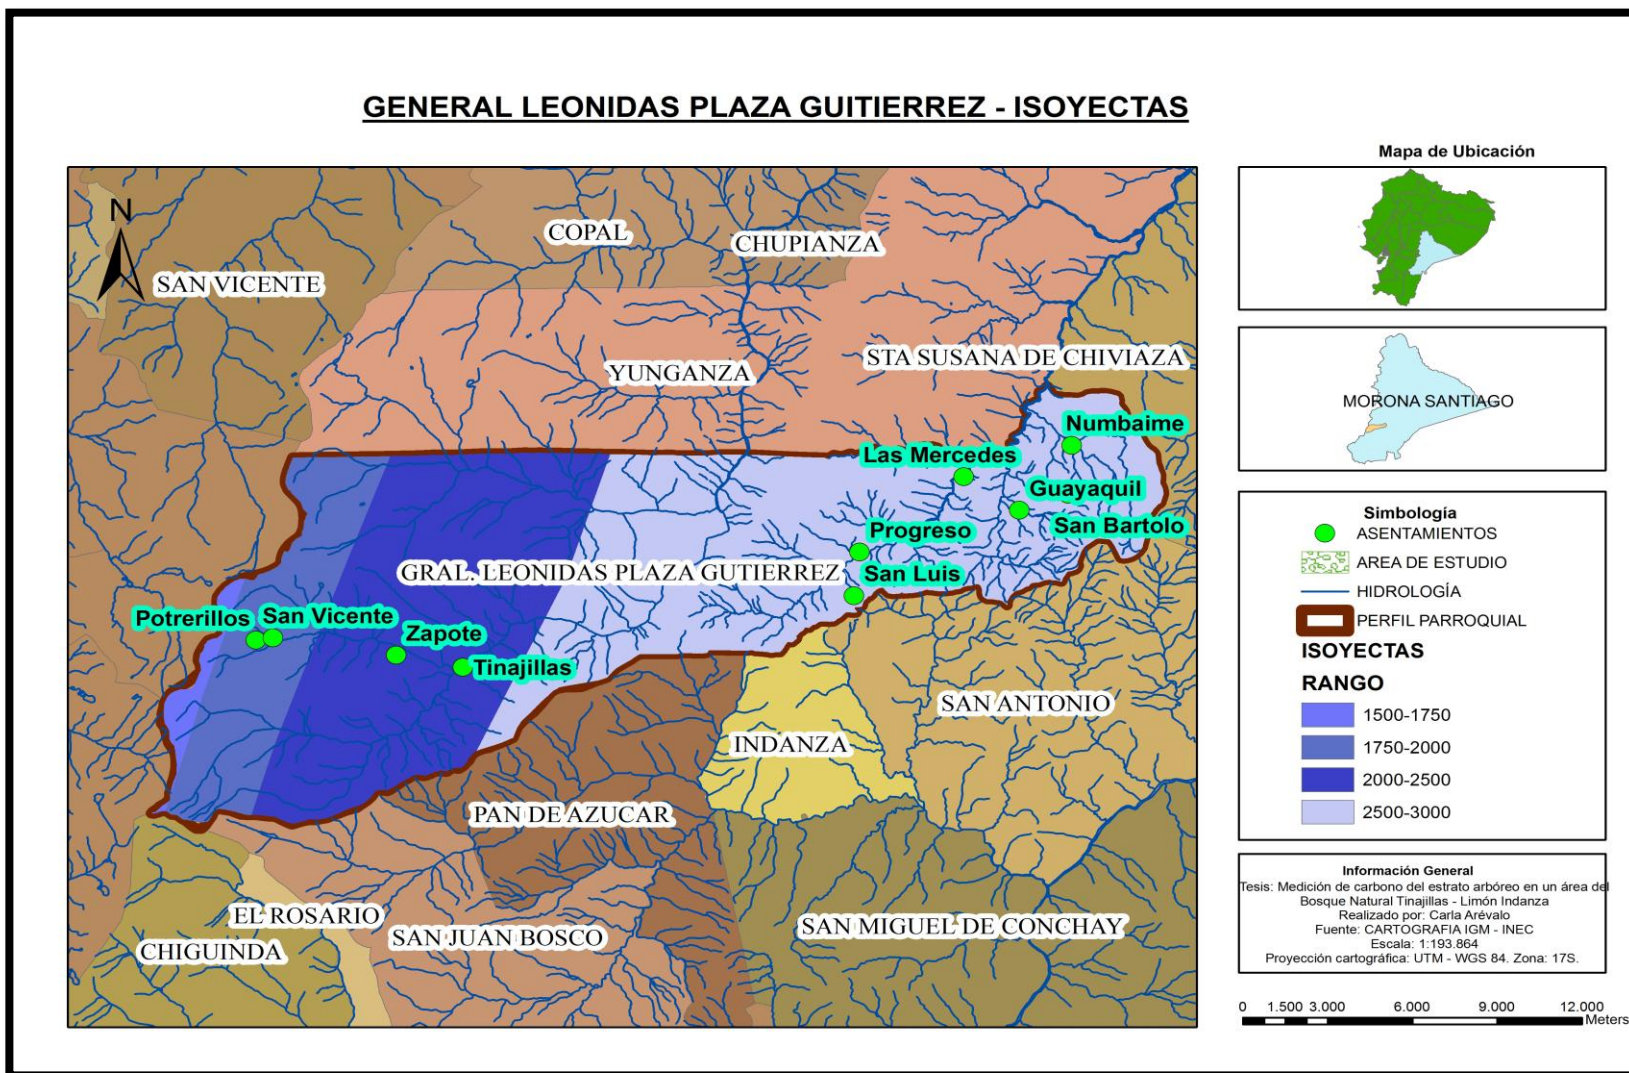 GENERAL LEONIDAS PLAZA GUITIERREZ - ISOYECTAS
N
SAN VICENTE
COPAL
CHUPIANZA
YUNGANZA
STA SUSANA DE CHIVIAZA
Numbaime
Las Mercedes
Guayaquil
San Bartolo
Progreso
GRAL. LEONIDAS PLAZA GUTIERREZ
San Luis
Potrerillos
San Vicente
Zapote
Tinajillas
SAN ANTONIO
INDANZA
PAN DE AZUCAR
EL ROSARIO
CHIGUINDA
SAN JUAN BOSCO
SAN MIGUEL DE CONCHAY
Mapa de Ubicación
MORONA SANTIAGO
Simbología
ASENTAMIENTOS
AREA DE ESTUDIO
HIDROLOGÍA
PERFIL PARROQUIAL
ISOYECTAS
RANGO
1500-1750
1750-2000
2000-2500
2500-3000
Información General
Tesis: Medición de carbono del estrato arbóreo en un área del
Bosque Natural Tinajillas - Limón Indanza
Realizado por: Carla Arévalo
Fuente: CARTOGRAFIA IGM - INEC
Escala: 1:193.864
Proyección cartográfica: UTM - WGS 84. Zona: 17S.
0 1.500 3.000 6.000 9.000 12.000
Meters